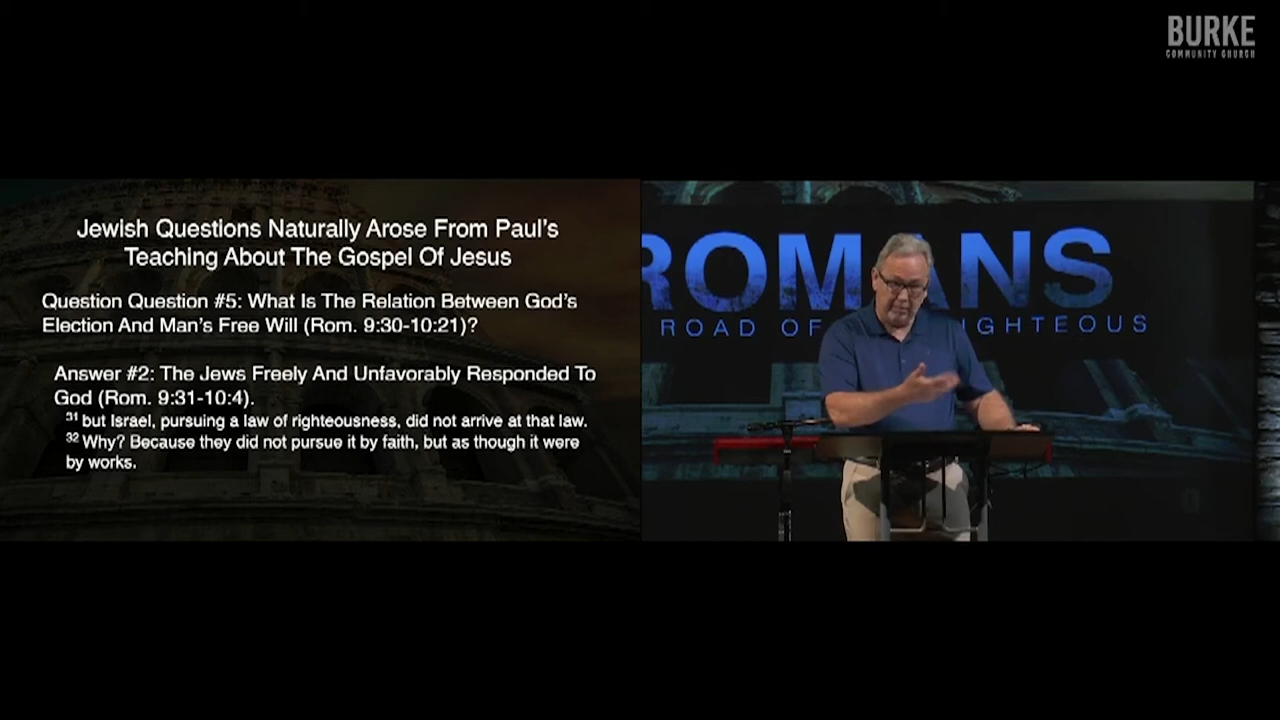 BURKE
COMMUNITY CHURCH
Jewish Questions Naturally Arose From Paul's
Teaching About The Gospel Of Jesus
Question Question #5: What Is The Relation Between God's
Election And Man's Free Will (Rom. 9:30-10:21)?
Answer #2: The Jews Freely And Unfavorably Responded To
God (Rom. 9:31-10:4).
31 but Israel, pursuing a law of righteousness, did not arrive at that law.
32 Why? Because they did not pursue it by faith, but as though it were
by works.
ROMANS
ROAD OF IGHTEOUS